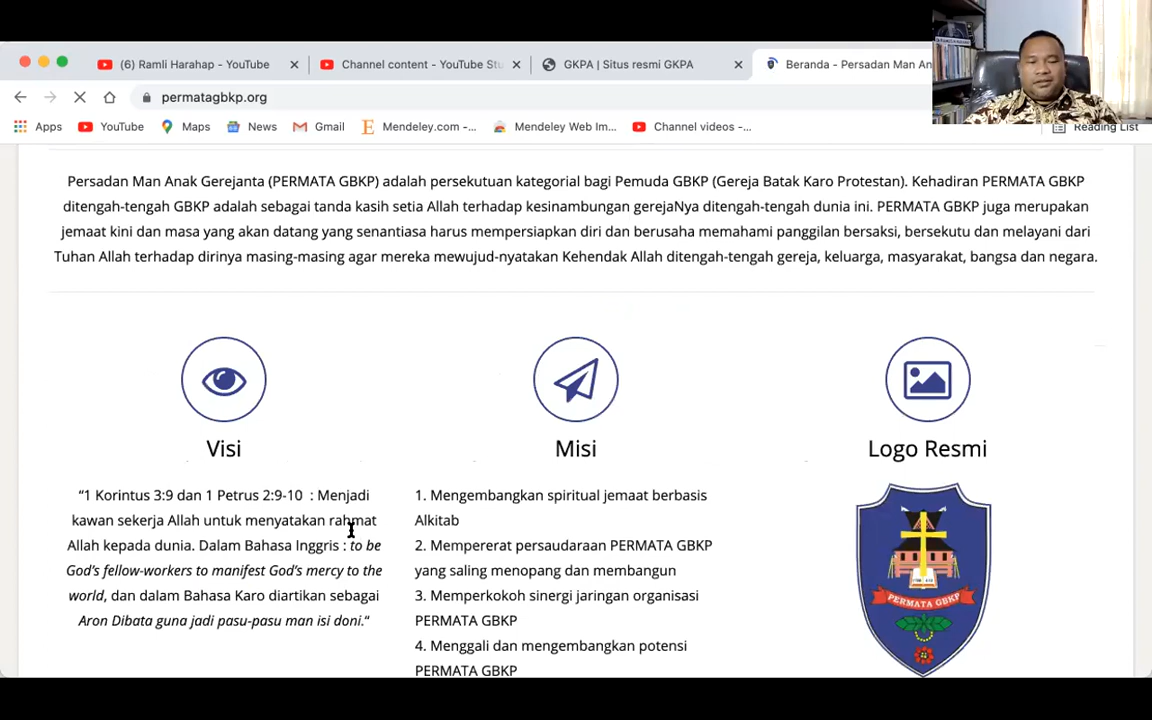 (6) Ramli Harahap - YouTube
Channel content - YouTube Stu
GKPA | Situs resmi GKPA
Beranda - Persadan Man An
permatagbkp.org
Apps
YouTube
Maps
News
Gmail
Mendeley.com -...
Mendeley Web Im...
Channel videos -...
Reading List
Persadan Man Anak Gerejanta (PERMATA GBKP) adalah persekutuan kategorial bagi Pemuda GBKP (Gereja Batak Karo Protestan). Kehadiran PERMATA GBKP
ditengah-tengah GBKP adalah sebagai tanda kasih setia Allah terhadap kesinambungan gerejaNya ditengah-tengah dunia ini. PERMATA GBKP juga merupakan
jemaat kini dan masa yang akan datang yang senantiasa harus mempersiapkan diri dan berusaha memahami panggilan bersaksi, bersekutu dan melayani dari
Tuhan Allah terhadap dirinya masing-masing agar mereka mewujud-nyatakan Kehendak Allah ditengah-tengah gereja, keluarga, masyarakat, bangsa dan negara.
Visi
“1 Korintus 3:9 dan 1 Petrus 2:9-10 : Menjadi
kawan sekerja Allah untuk menyatakan rahmat
Allah kepada dunia. Dalam Bahasa Inggris : to be
God’s fellow-workers to manifest God’s mercy to the
world, dan dalam Bahasa Karo diartikan sebagai
Aron Dibata guna jadi pasu-pasu man isi doni.“
Misi
1. Mengembangkan spiritual jemaat berbasis
Alkitab
2. Mempererat persaudaraan PERMATA GBKP
yang saling menopang dan membangun
3. Memperkokoh sinergi jaringan organisasi
PERMATA GBKP
4. Menggali dan mengembangkan potensi
PERMATA GBKP
Logo Resmi
PERMATA GBKP